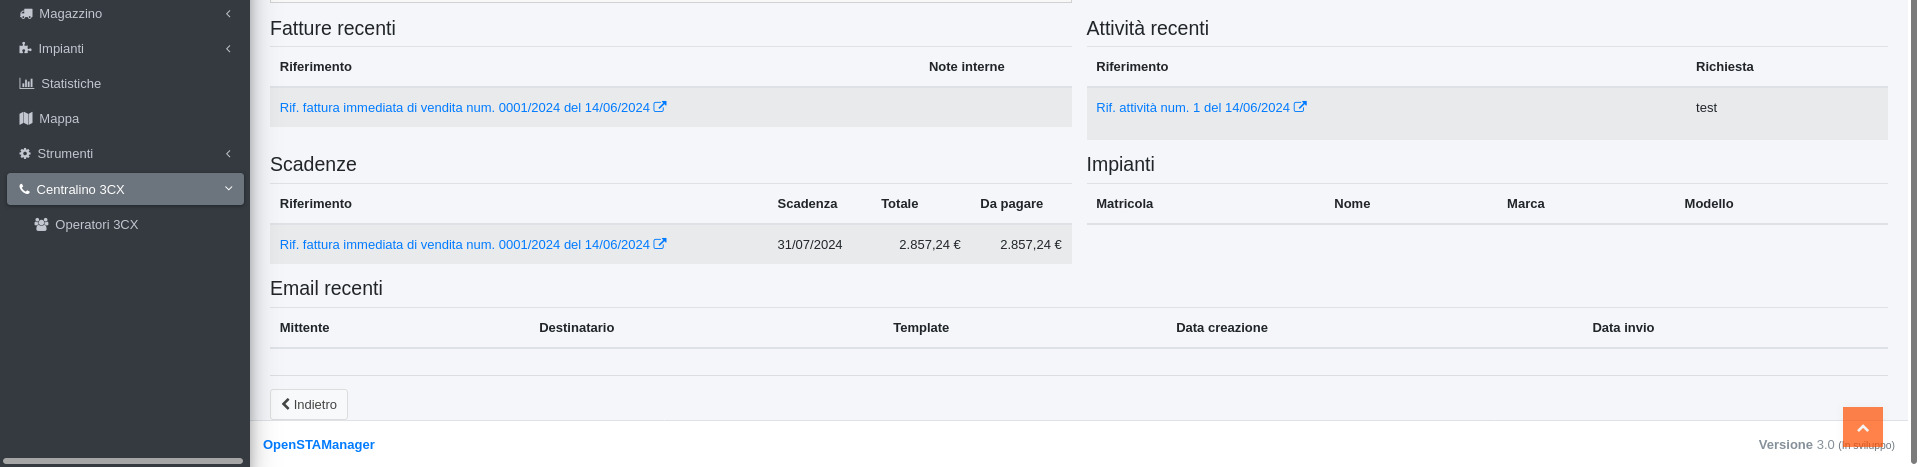 Magazzino
Impianti
Statistiche
Mappa
Strumenti
Centralino 3CX
Operatori 3CX
Fatture recenti
Riferimento Note interne
Rif. fattura immediata di vendita num. 0001/2024 del 14/06/2024
Attività recenti
Riferimento Richiesta
Rif. attività num. 1 del 14/06/2024 test
Scadenze
Riferimento Scadenza Totale Da pagare
Rif. fattura immediata di vendita num. 0001/2024 del 14/06/2024 31/07/2024 2.857,24 € 2.857,24 €
Impianti
Matricola Nome Marca Modello
Email recenti
Mittente Destinatario Template Data creazione Data invio
Indietro
OpenSTAManager
Versione 3.0 (In sviluppo)